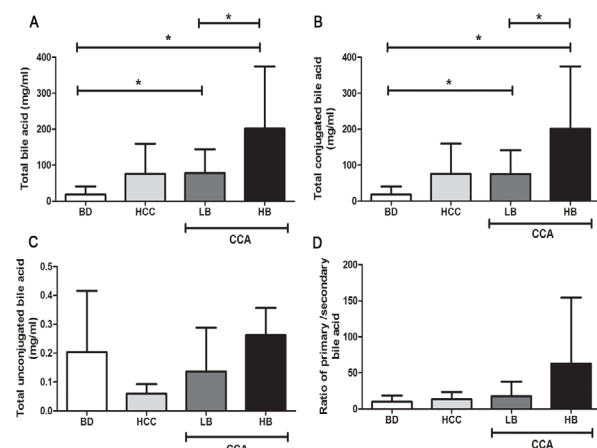 A
Total bile acid (mg/ml)
400
300
200
100
0
*
*
*
BD
HCC
LB
HB
CCA
B
Total conjugated bile acid
(mg/ml)
400
300
200
100
0
*
*
*
BD
HCC
LB
HB
CCA
C
Total unconjugated bile acid
(mg/ml)
0.5
0.4
0.3
0.2
0.1
0.0
BD
HCC
LB
HB
CCA
D
Ratio of primary /secondary
bile acid
200
150
100
50
0
BD
HCC
LB
HB
CCA